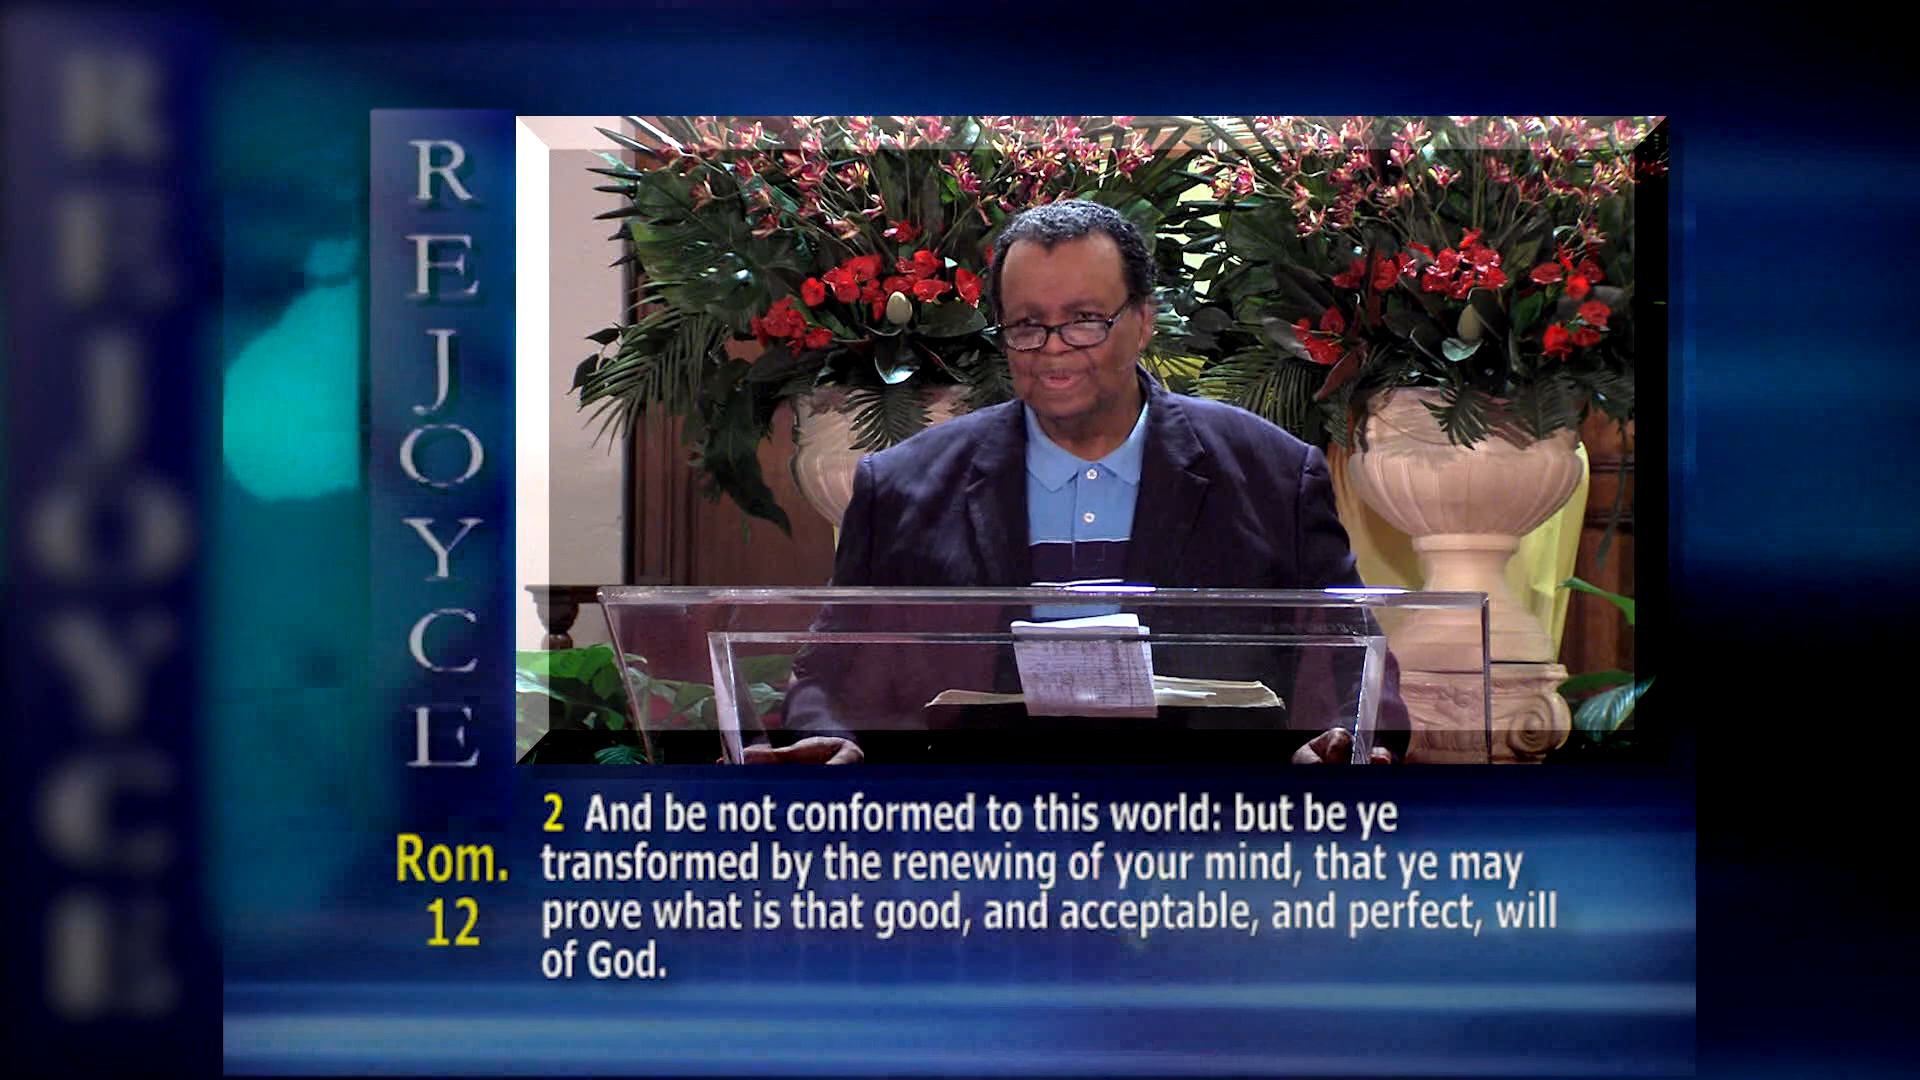 REJOYCE
REJOYCE
Rom.
12
2 And be not conformed to this world: but be ye
transformed by the renewing of your mind, that ye may
prove what is that good, and acceptable, and perfect, will
of God.